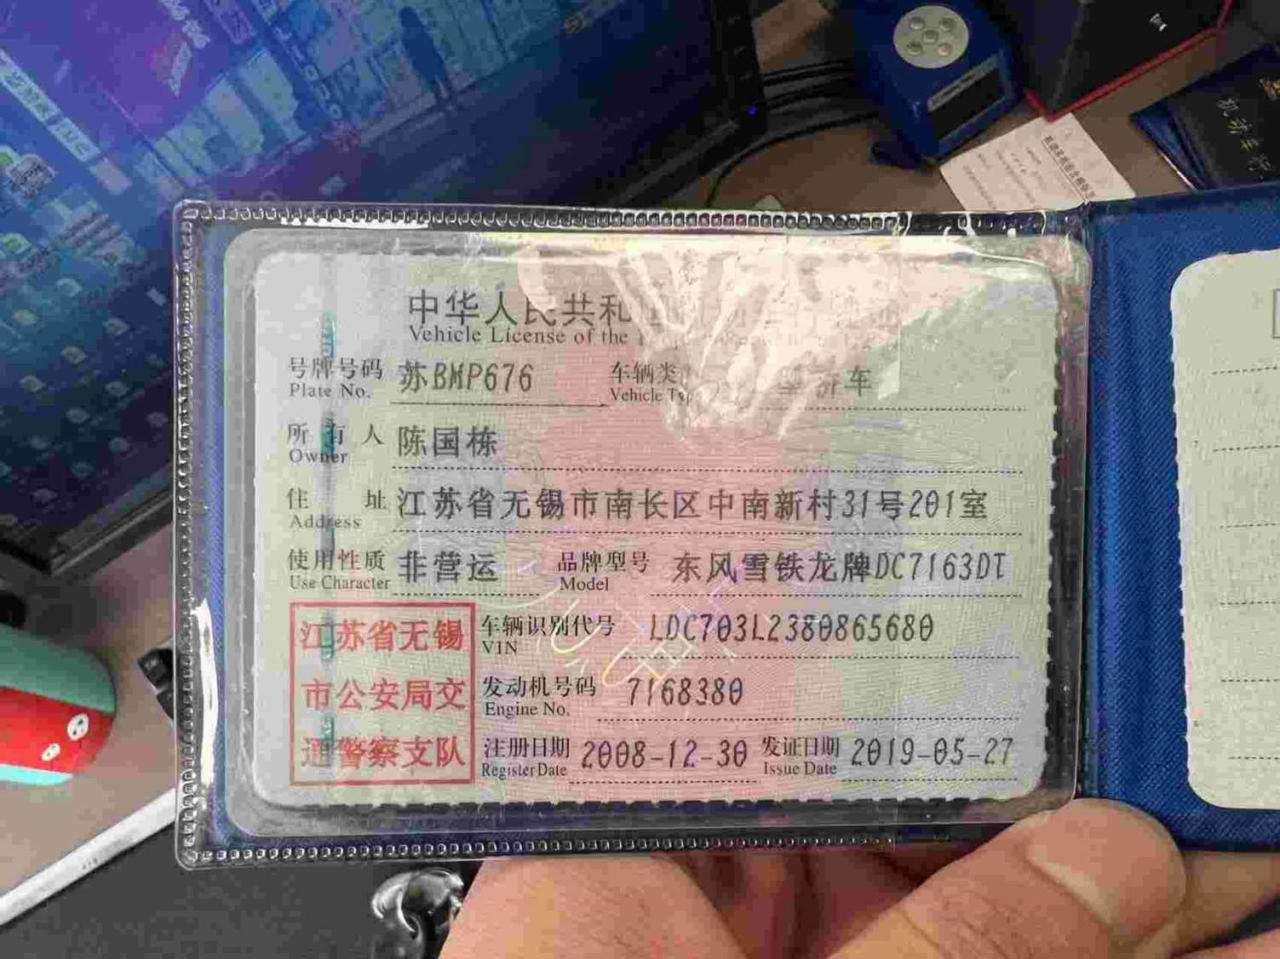 中华人民共和
Vehicle License of the
号牌号码 苏BMP676 车辆类 轿车
Plate No. Vehicle Typ
所有人 陈国栋
Owner
住址 江苏省无锡市南长区中南新村31号201室
Address
使用性质 非营运 品牌型号 东风雪铁龙牌DC7163DT
Use Character Model
江苏省无锡 车辆识别代号 LDC703L2380865680
VIN
市公安局交 发动机号码 7168380
Engine No.
通警察支队 注册日期 2008-12-30 发证日期 2019-05-27
Register Date Issue Date
机动车行